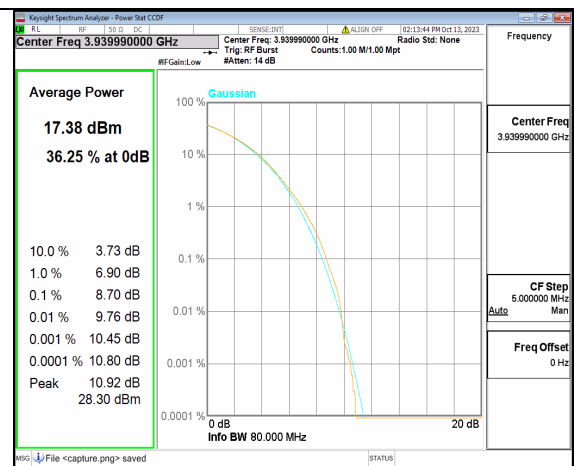 Keysight Spectrum Analyzer - Power Stat CCDF
RL RF 50 Ω DC SENSE:INT ALIGN OFF 02:13:44 PM Oct 13, 2023
Center Freq 3.939990000 GHz
Center Freq: 3.939990000 GHz Radio Std: None
Trig: RF Burst Counts:1.00 M/1.00 Mpt
#IFGain:Low #Atten: 14 dB
Frequency
Average Power
17.38 dBm
36.25 % at 0dB
10.0 % 3.73 dB
1.0 % 6.90 dB
0.1 % 8.70 dB
0.01 % 9.76 dB
0.001 % 10.45 dB
0.0001 % 10.80 dB
Peak 10.92 dB
28.30 dBm
Gaussian
100 %
10 %
1 %
0.1 %
0.01 %
0.001 %
0.0001 %
0 dB 20 dB
Info BW 80.000 MHz
Center Freq
3.939990000 GHz
CF Step
5.000000 MHz
Auto Man
Freq Offset
0 Hz
MSG File <capture.png> saved STATUS